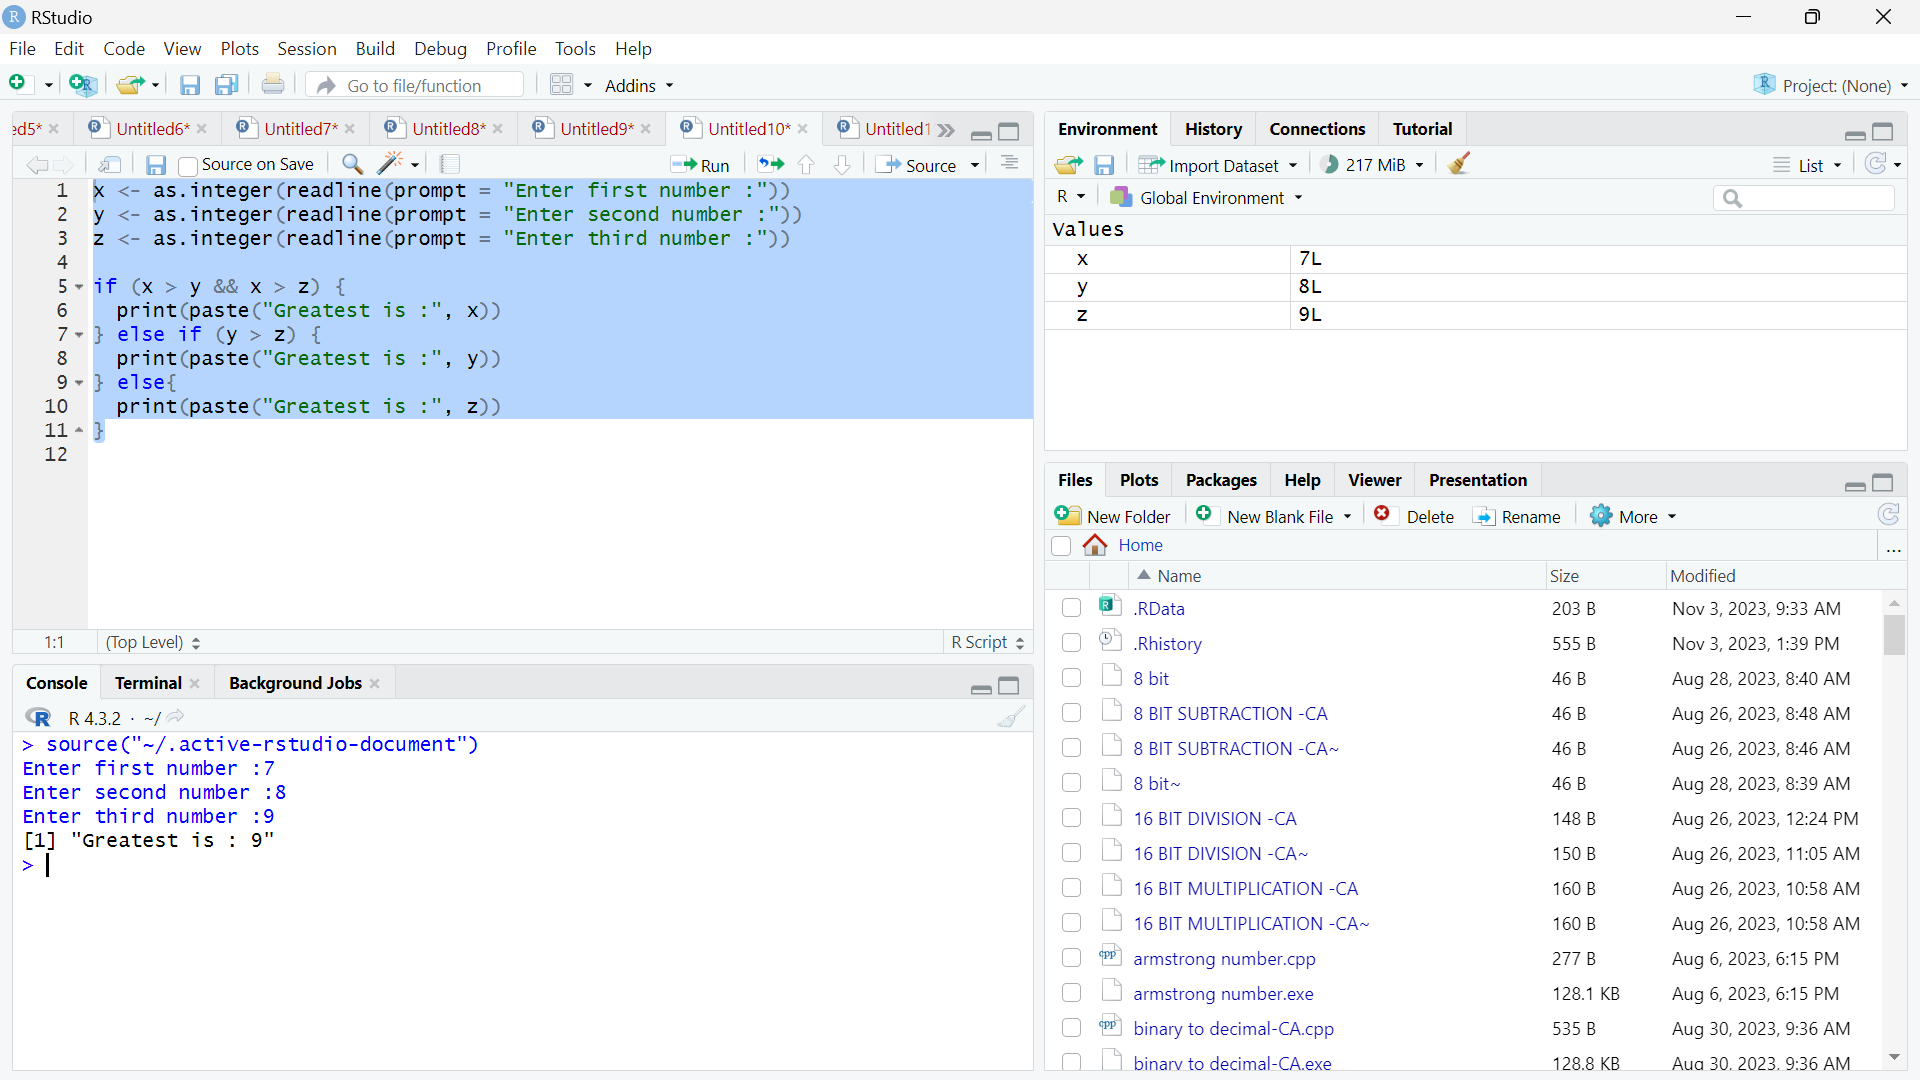 RStudio
File Edit Code View Plots Session Build Debug Profile Tools Help
Go to file/function Addins Project: (None)
ed5* Untitled6* Untitled7* Untitled8* Untitled9* Untitled10* Untitled1
Source on Save Run Source
1 x <- as.integer(readline(prompt = "Enter first number :"))
2 y <- as.integer(readline(prompt = "Enter second number :"))
3 z <- as.integer(readline(prompt = "Enter third number :"))
4
5 if (x > y && x > z) {
6 print(paste("Greatest is :", x))
7 } else if (y > z) {
8 print(paste("Greatest is :", y))
9 } else{
10 print(paste("Greatest is :", z))
11 }
12
1:1 (Top Level) R Script
Console Terminal Background Jobs
R 4.3.2 · ~/
> source("~/.active-rstudio-document")
Enter first number :7
Enter second number :8
Enter third number :9
[1] "Greatest is : 9"
>
Environment History Connections Tutorial
Import Dataset 217 MiB List
R Global Environment
Values
x 7L
y 8L
z 9L
Files Plots Packages Help Viewer Presentation
New Folder New Blank File Delete Rename More
Home ...
Name Size Modified
.RData 203 B Nov 3, 2023, 9:33 AM
.Rhistory 555 B Nov 3, 2023, 1:39 PM
8 bit 46 B Aug 28, 2023, 8:40 AM
8 BIT SUBTRACTION -CA 46 B Aug 26, 2023, 8:48 AM
8 BIT SUBTRACTION -CA~ 46 B Aug 26, 2023, 8:46 AM
8 bit~ 46 B Aug 28, 2023, 8:39 AM
16 BIT DIVISION -CA 148 B Aug 26, 2023, 12:24 PM
16 BIT DIVISION -CA~ 150 B Aug 26, 2023, 11:05 AM
16 BIT MULTIPLICATION -CA 160 B Aug 26, 2023, 10:58 AM
16 BIT MULTIPLICATION -CA~ 160 B Aug 26, 2023, 10:58 AM
armstrong number.cpp 277 B Aug 6, 2023, 6:15 PM
armstrong number.exe 128.1 KB Aug 6, 2023, 6:15 PM
binary to decimal-CA.cpp 535 B Aug 30, 2023, 9:36 AM
binary to decimal-CA.exe 128.8 KB Aug 30, 2023, 9:36 AM